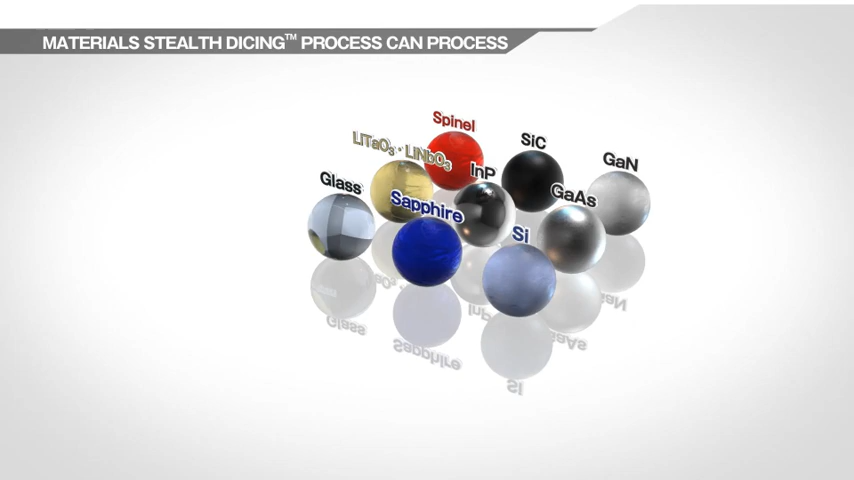 MATERIALS STEALTH DICING™ PROCESS CAN PROCESS
Spinel
LiTaO₃ · LiNbO₃
SiC
InP
GaN
Glass
GaAs
Sapphire
Si